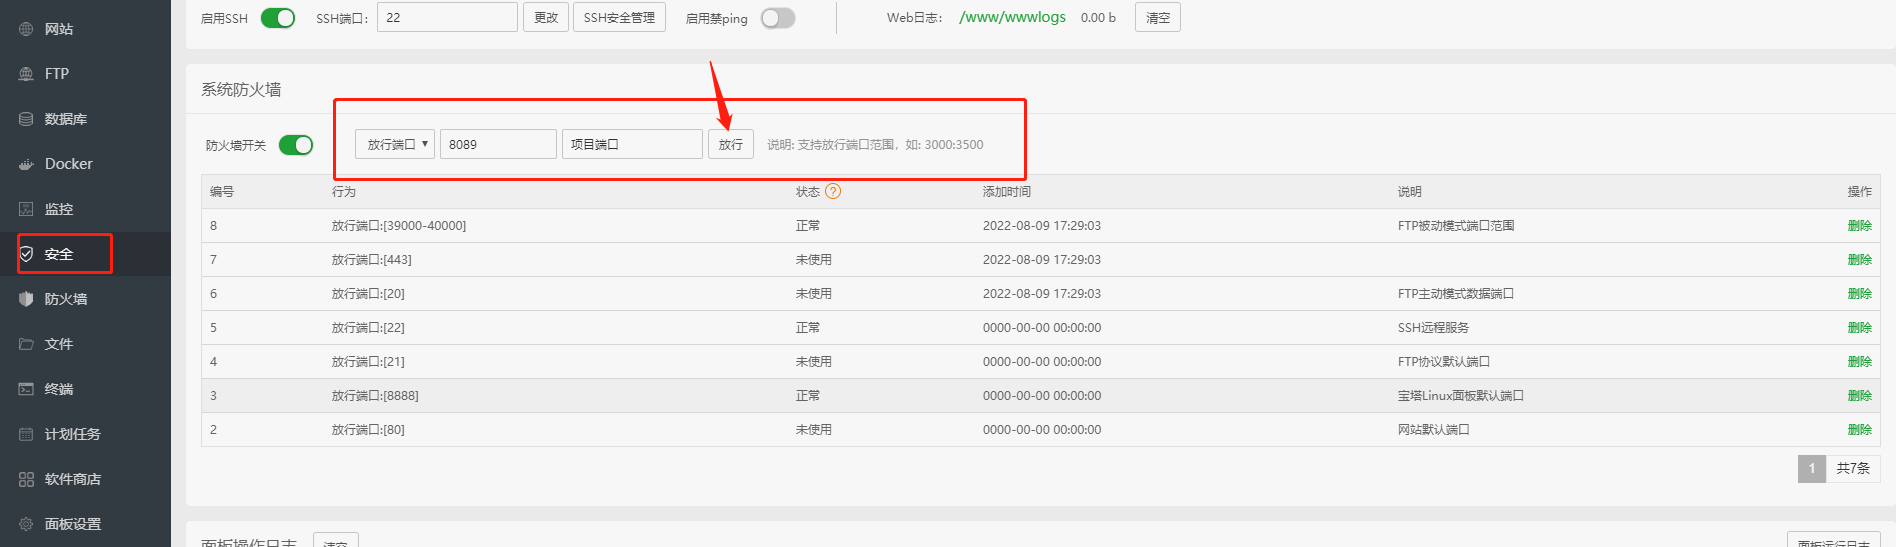 网站
FTP
数据库
Docker
监控
安全
防火墙
文件
终端
计划任务
软件商店
面板设置
启用SSH SSH端口： 22 更改 SSH安全管理 启用禁ping Web日志： /www/wwwlogs 0.00 b 清空
系统防火墙
防火墙开关 放行端口 8089 项目端口 放行 说明: 支持放行端口范围，如: 3000:3500
编号 行为 状态 ? 添加时间 说明 操作
8 放行端口:[39000-40000] 正常 2022-08-09 17:29:03 FTP被动模式端口范围 删除
7 放行端口:[443] 未使用 2022-08-09 17:29:03 删除
6 放行端口:[20] 未使用 2022-08-09 17:29:03 FTP主动模式数据端口 删除
5 放行端口:[22] 正常 0000-00-00 00:00:00 SSH远程服务 删除
4 放行端口:[21] 未使用 0000-00-00 00:00:00 FTP协议默认端口 删除
3 放行端口:[8888] 正常 0000-00-00 00:00:00 宝塔Linux面板默认端口 删除
2 放行端口:[80] 未使用 0000-00-00 00:00:00 网站默认端口 删除
1 共7条
面板操作日志 清空 面板运行日志